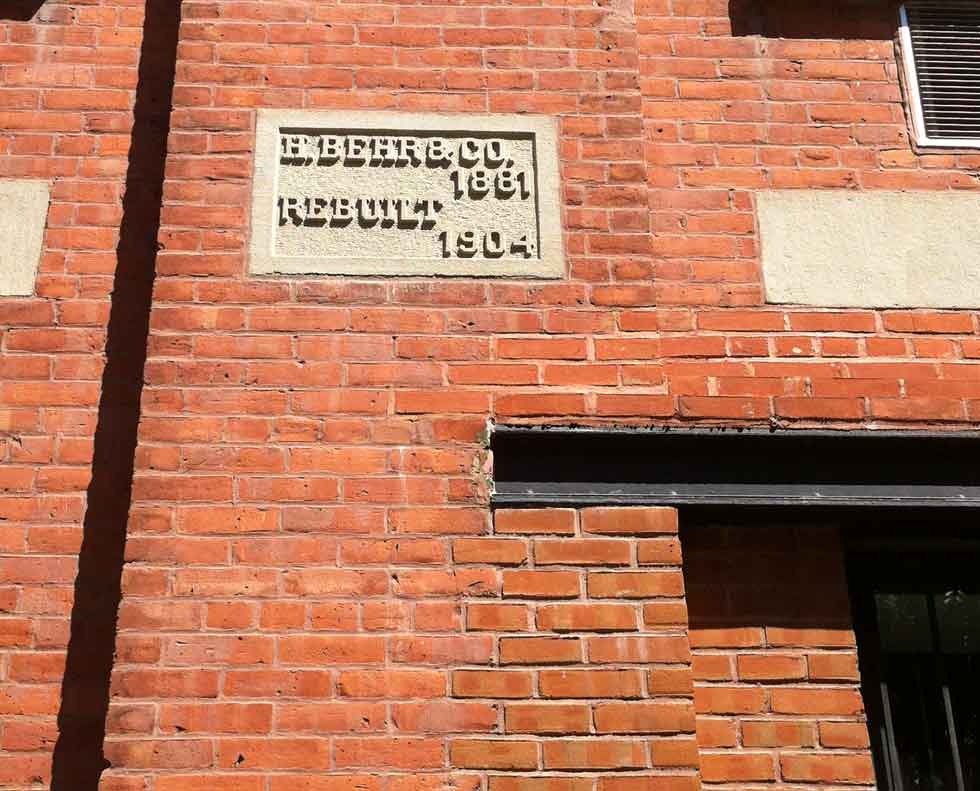 H. BEHR & CO.
1881
REBUILT
1904